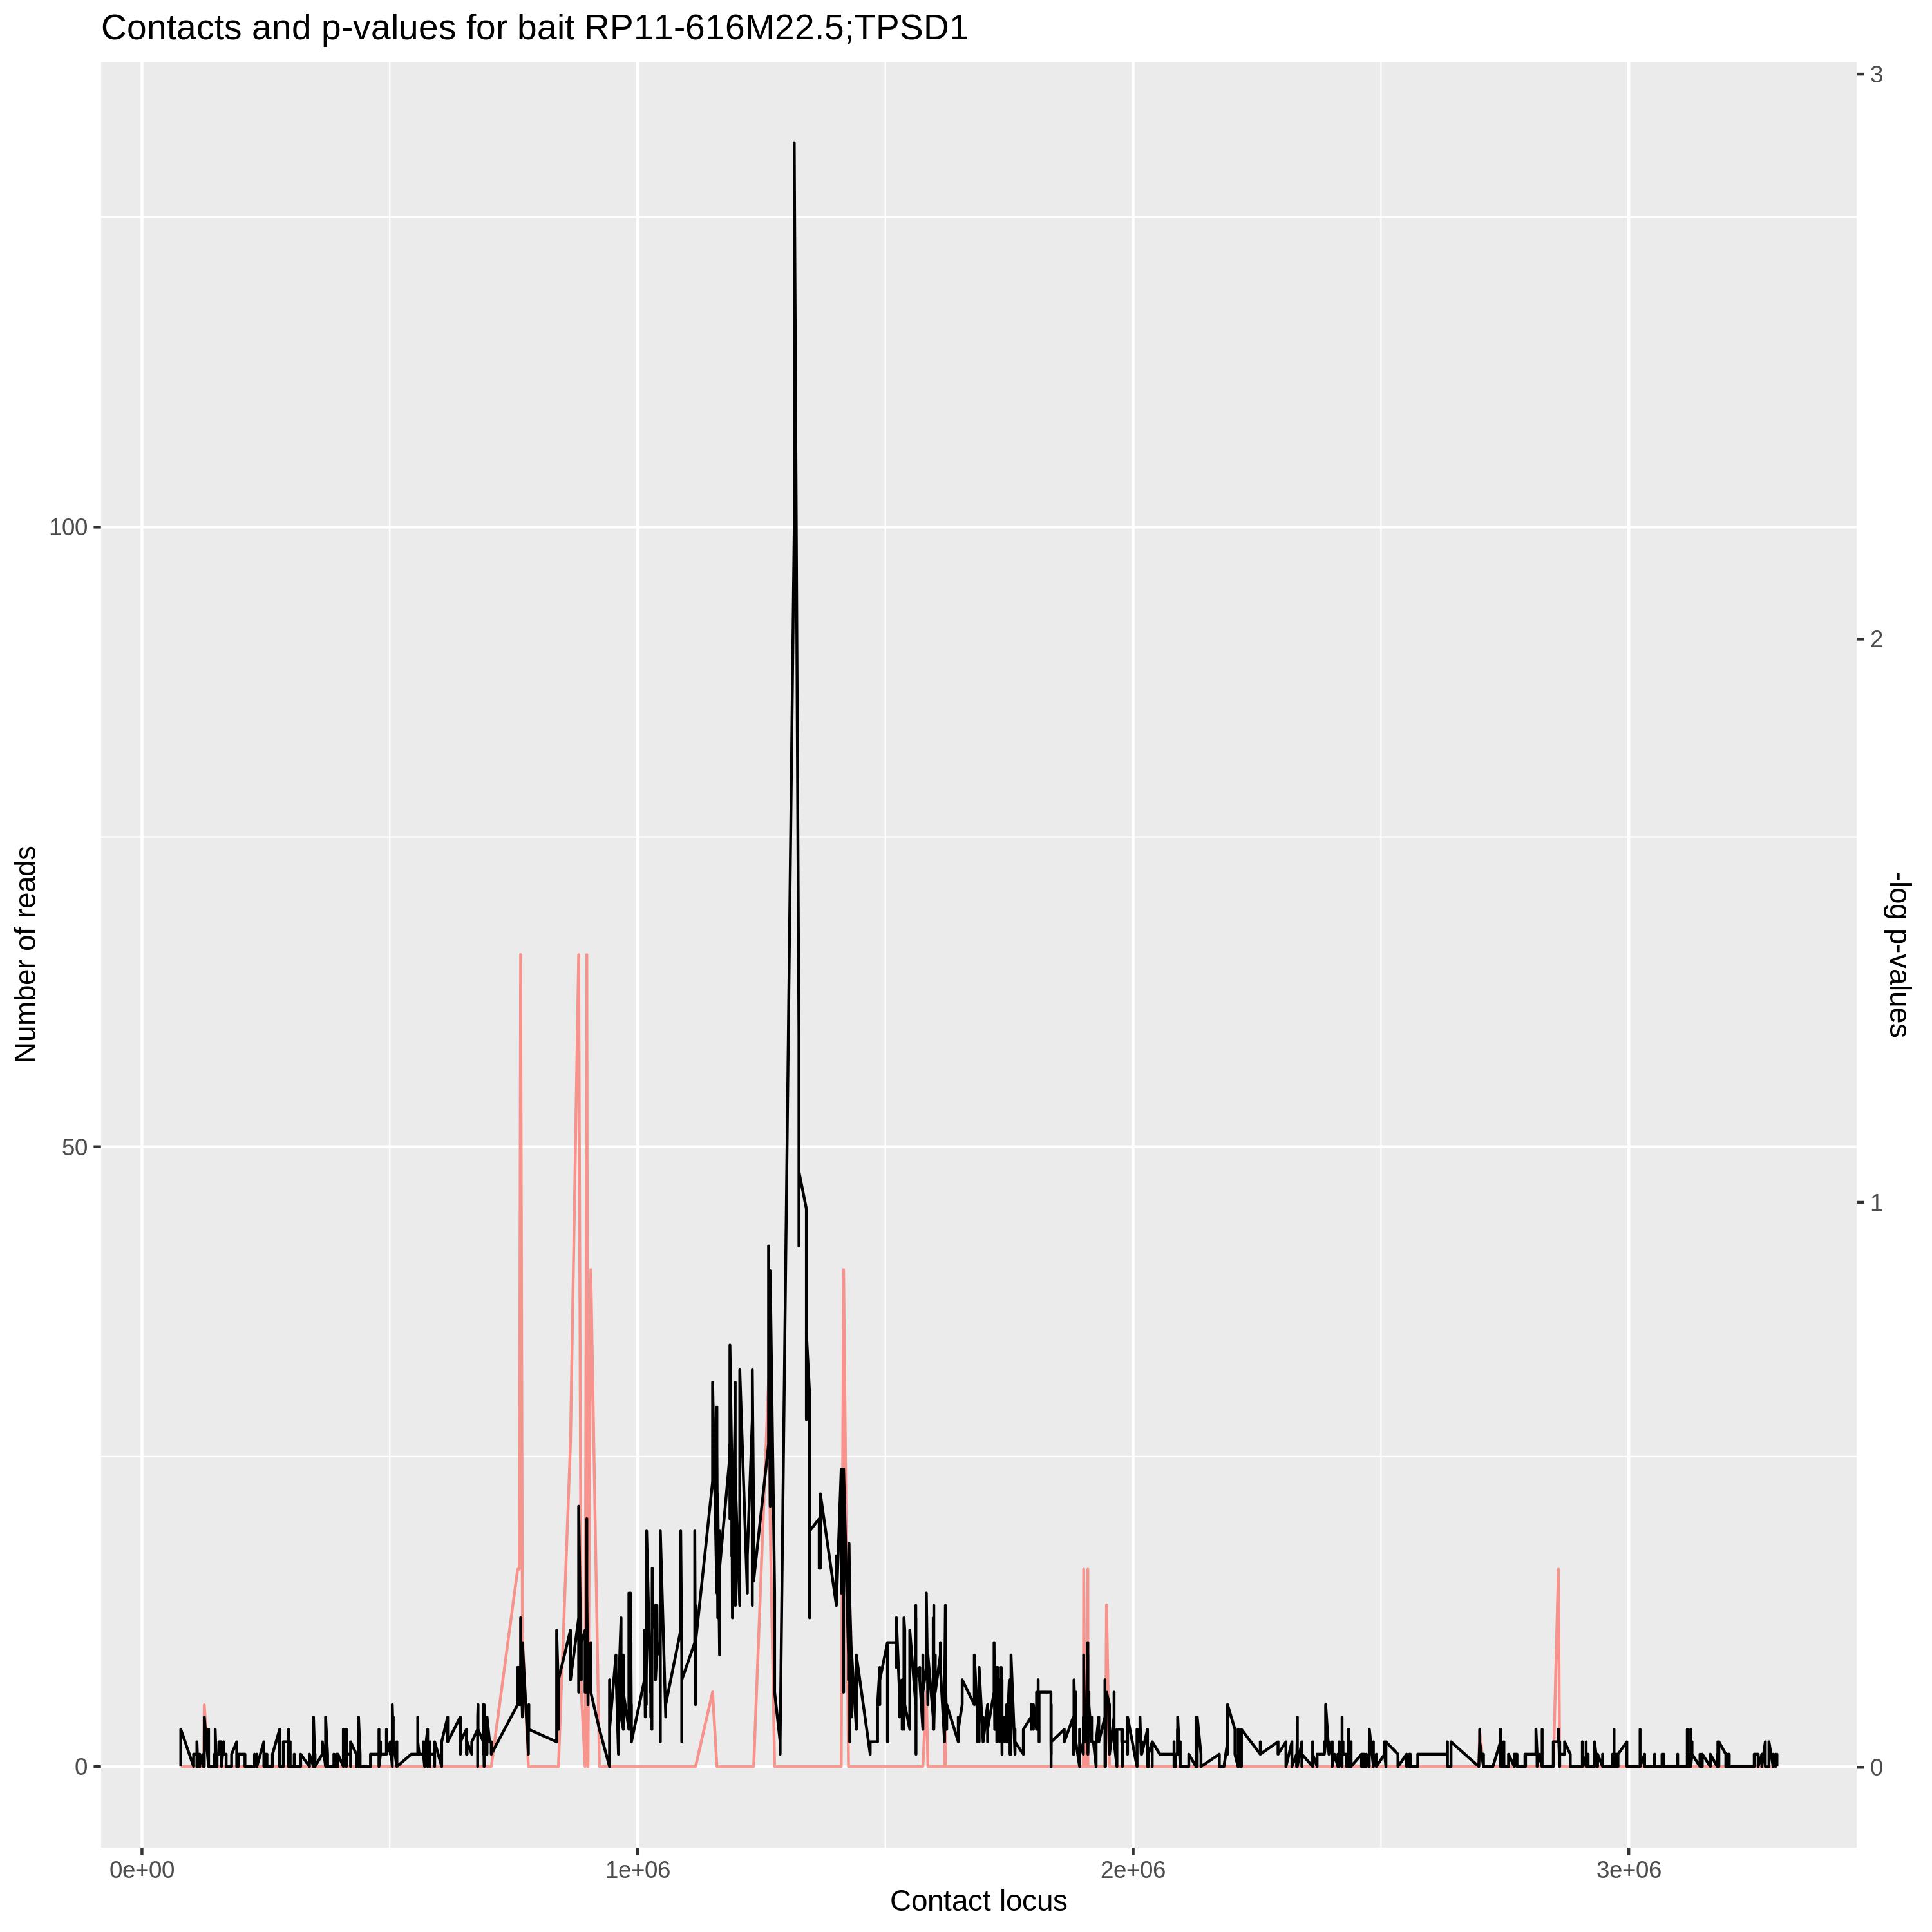 Contacts and p-values for bait RP11-616M22.5;TPSD1
3
100
2
Number of reads
-log p-values
50
1
0
0
0e+00
1e+06
2e+06
3e+06
Contact locus